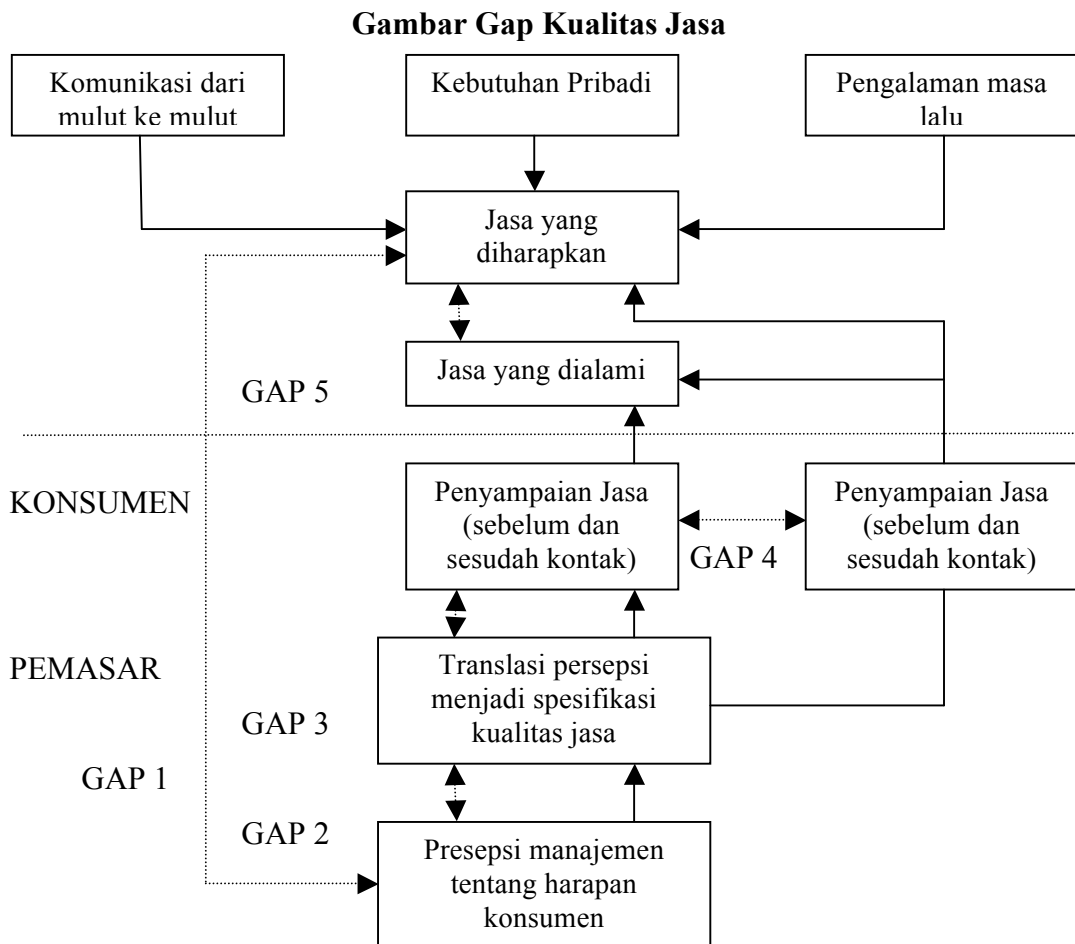 Gambar Gap Kualitas Jasa
Komunikasi dari
mulut ke mulut
Kebutuhan Pribadi
Pengalaman masa
lalu
Jasa yang
diharapkan
Jasa yang dialami
GAP 5
KONSUMEN
Penyampaian Jasa
(sebelum dan
sesudah kontak)
GAP 4
Penyampaian Jasa
(sebelum dan
sesudah kontak)
PEMASAR
Translasi persepsi
menjadi spesifikasi
kualitas jasa
GAP 3
GAP 1
GAP 2
Presepsi manajemen
tentang harapan
konsumen